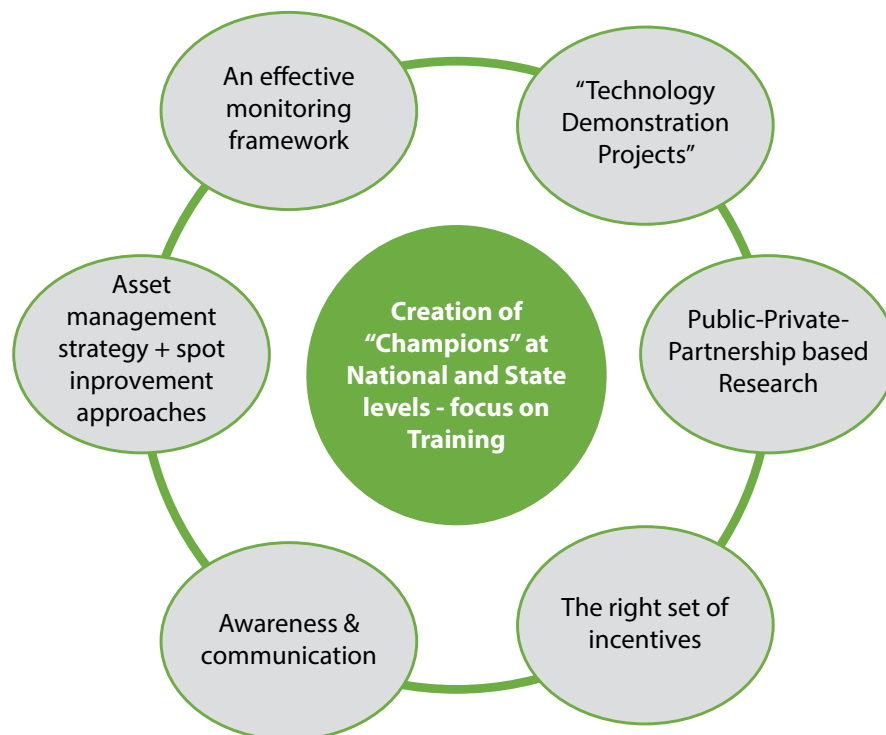 An effective
monitoring
framework
“Technology
Demonstration
Projects”
Asset
management
strategy + spot
inprovement
approaches
Creation of
“Champions” at
National and State
levels - focus on
Training
Public-Private-
Partnership based
Research
Awareness &
communication
The right set of
incentives